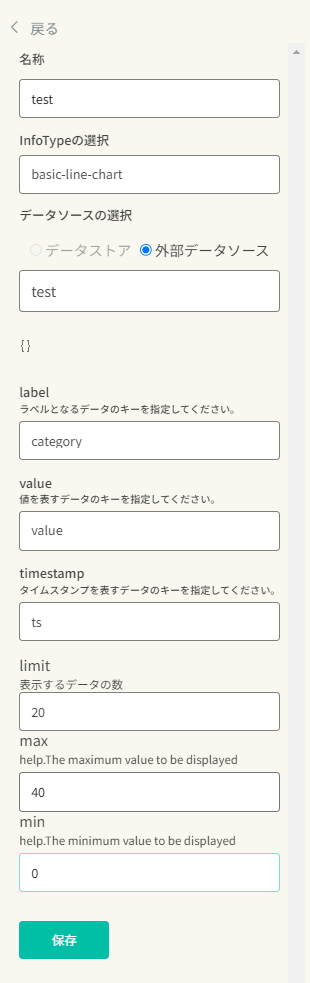 戻る
名称
test
InfoTypeの選択
basic-line-chart
データソースの選択
データストア 外部データソース
test
{}
label
ラベルとなるデータのキーを指定してください。
category
value
値を表すデータのキーを指定してください。
value
timestamp
タイムスタンプを表すデータのキーを指定してください。
ts
limit
表示するデータの数
20
max
help.The maximum value to be displayed
40
min
help.The minimum value to be displayed
0
保存